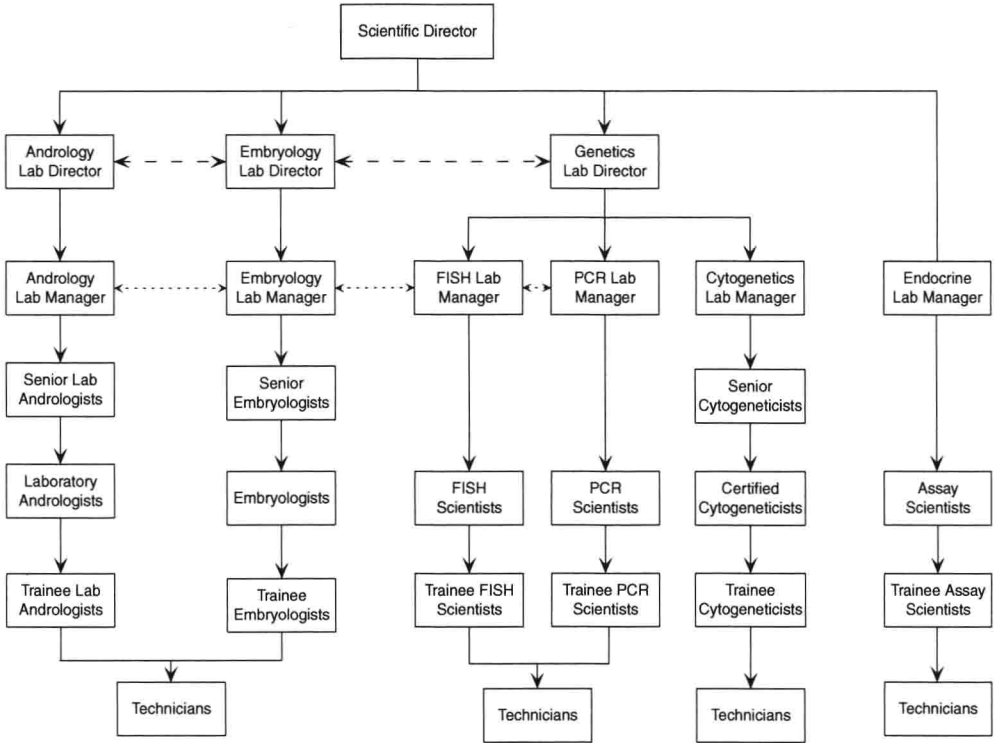 Scientific Director
Andrology
Lab Director
Embryology
Lab Director
Genetics
Lab Director
Andrology
Lab Manager
Embryology
Lab Manager
FISH Lab
Manager
PCR Lab
Manager
Cytogenetics
Lab Manager
Endocrine
Lab Manager
Senior Lab
Andrologists
Senior
Embryologists
Senior
Cytogeneticists
Laboratory
Andrologists
Embryologists
FISH
Scientists
PCR
Scientists
Certified
Cytogeneticists
Assay
Scientists
Trainee Lab
Andrologists
Trainee
Embryologists
Trainee FISH
Scientists
Trainee PCR
Scientists
Trainee
Cytogeneticists
Trainee Assay
Scientists
Technicians
Technicians
Technicians
Technicians